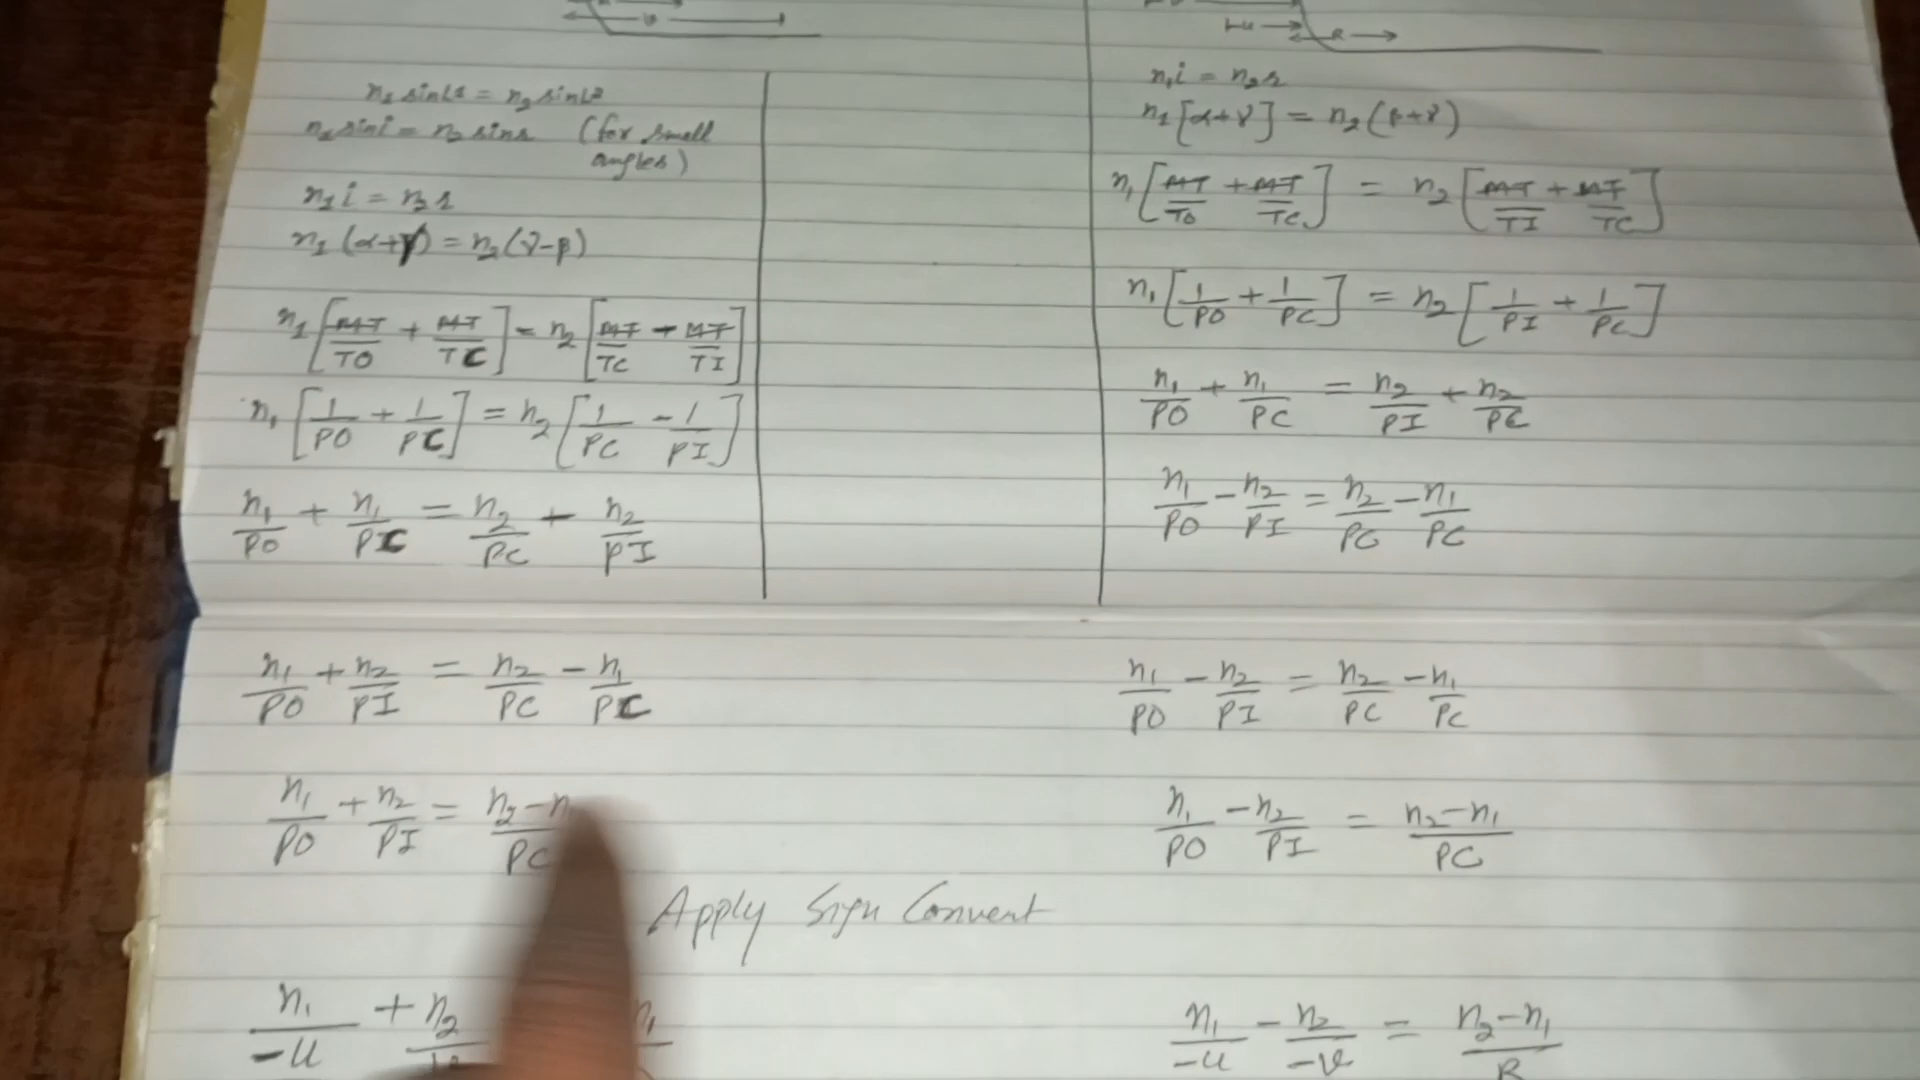 n1 sin∠1 = n2 sin∠2
n1 sini = n2 sinr (for small angles)
n1 i = n2 r
n1 (α+γ) = n2 (γ-β)
n1 [MT/TO + MT/TC] = n2 [MT/TC - MT/TI]
n1 [1/PO + 1/PC] = n2 [1/PC - 1/PI]
n1/PO + n1/PC = n2/PC - n2/PI
n1/PO + n2/PI = n2/PC - n1/PC
n1/PO + n2/PI = n2-n1/PC
u R
n1 i = n2 r
n1 [α+γ] = n2 (β+γ)
n1 [MT/TO + MT/TC] = n2 [MT/TI + MT/TC]
n1 [1/PO + 1/PC] = n2 [1/PI + 1/PC]
n1/PO + n1/PC = n2/PI + n2/PC
n1/PO - n2/PI = n2/PC - n1/PC
n1/PO - n2/PI = n2/PC - n1/PC
n1/PO - n2/PI = n2-n1/PC
Apply Sign Convent
n1/-u + n2/v n1
n1/-u - n2/-v = n2-n1/R